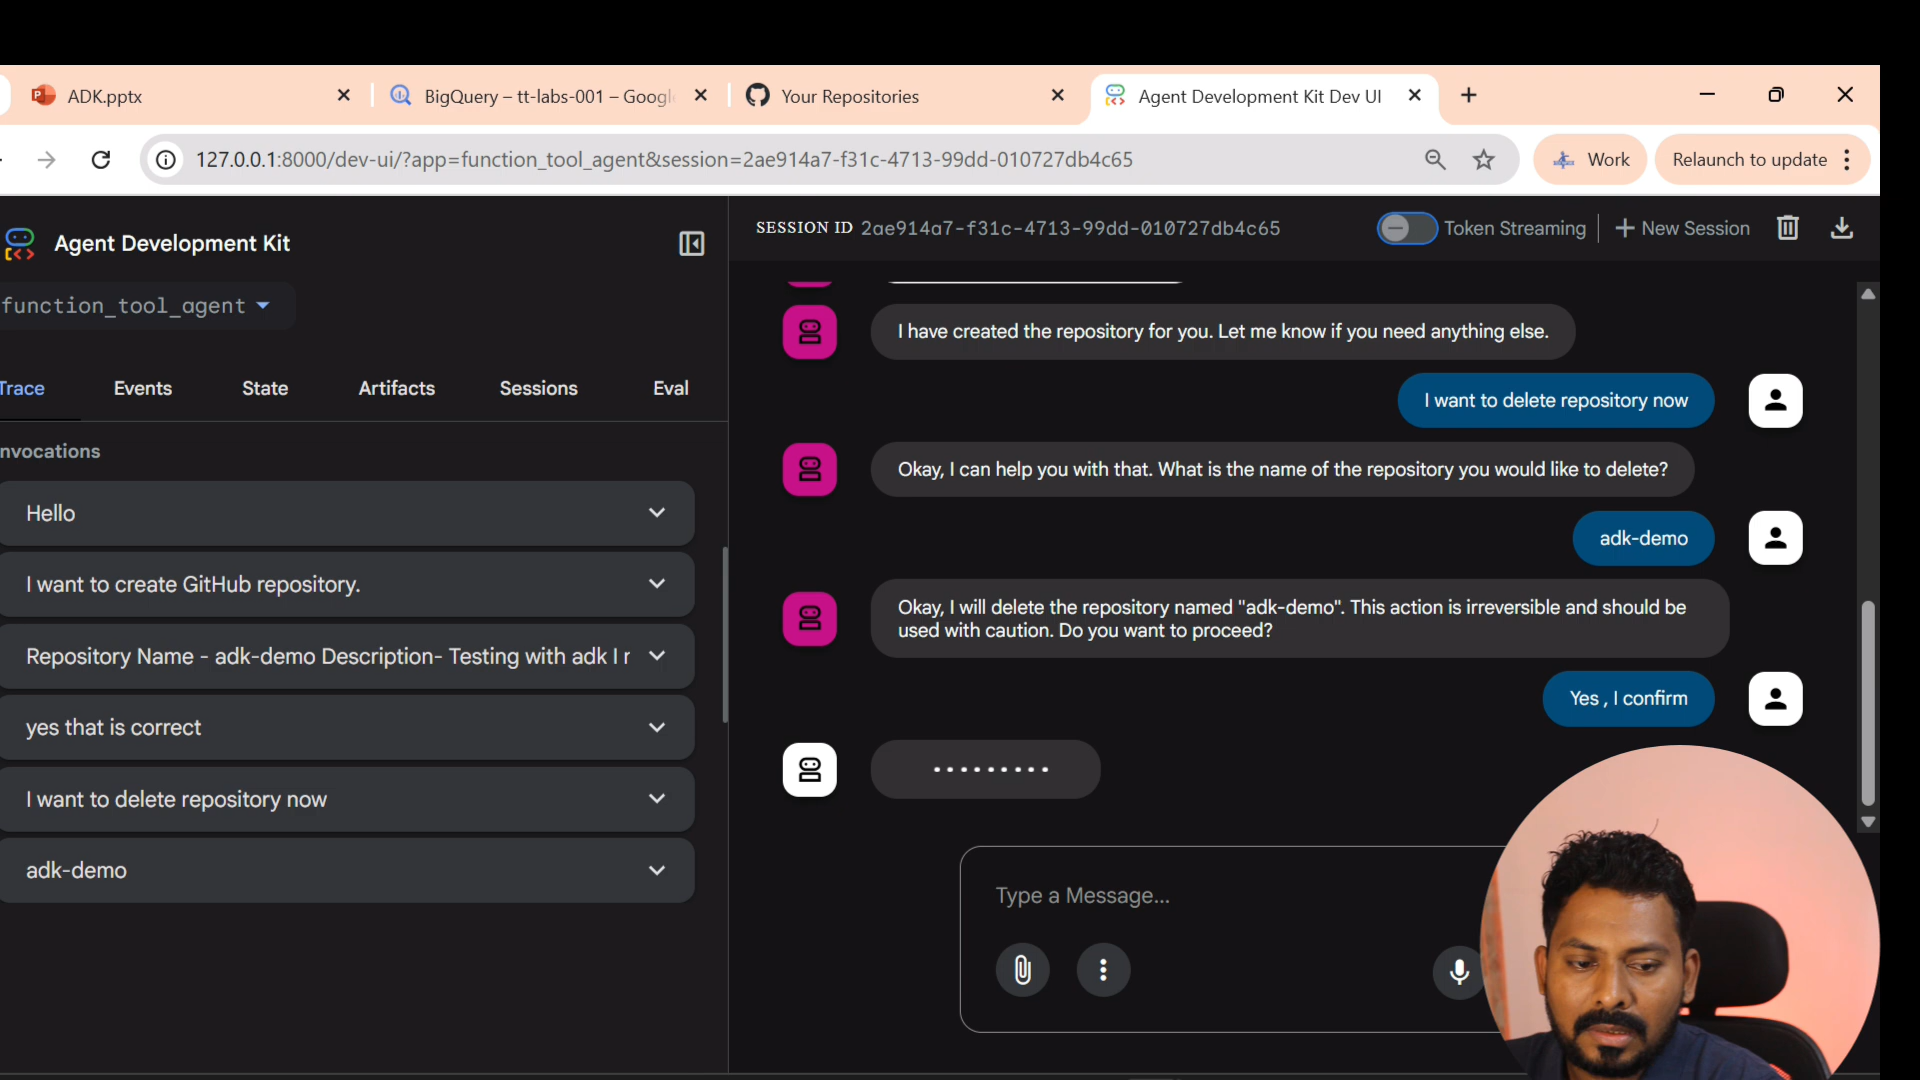 ADK.pptx
BigQuery – tt-labs-001 – Googl
Your Repositories
Agent Development Kit Dev UI
127.0.0.1:8000/dev-ui/?app=function_tool_agent&session=2ae914a7-f31c-4713-99dd-010727db4c65
Work
Relaunch to update
Agent Development Kit
SESSION ID 2ae914a7-f31c-4713-99dd-010727db4c65
Token Streaming
New Session
function_tool_agent
Trace
Events
State
Artifacts
Sessions
Eval
nvocations
Hello
I want to create GitHub repository.
Repository Name - adk-demo Description- Testing with adk I r
yes that is correct
I want to delete repository now
adk-demo
I have created the repository for you. Let me know if you need anything else.
I want to delete repository now
Okay, I can help you with that. What is the name of the repository you would like to delete?
adk-demo
Okay, I will delete the repository named "adk-demo". This action is irreversible and should be
used with caution. Do you want to proceed?
Yes , I confirm
Type a Message...